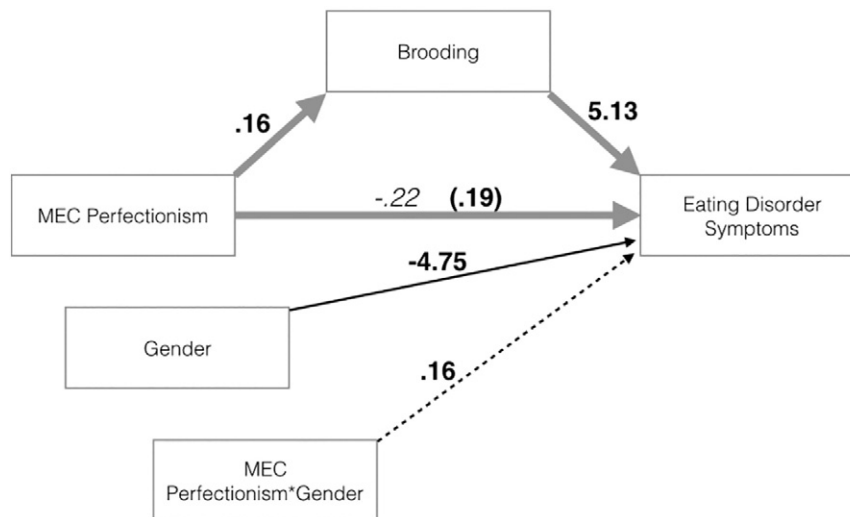 Brooding
.16
5.13
MEC Perfectionism
-.22 (.19)
Eating Disorder
Symptoms
-4.75
Gender
.16
MEC
Perfectionism*Gender